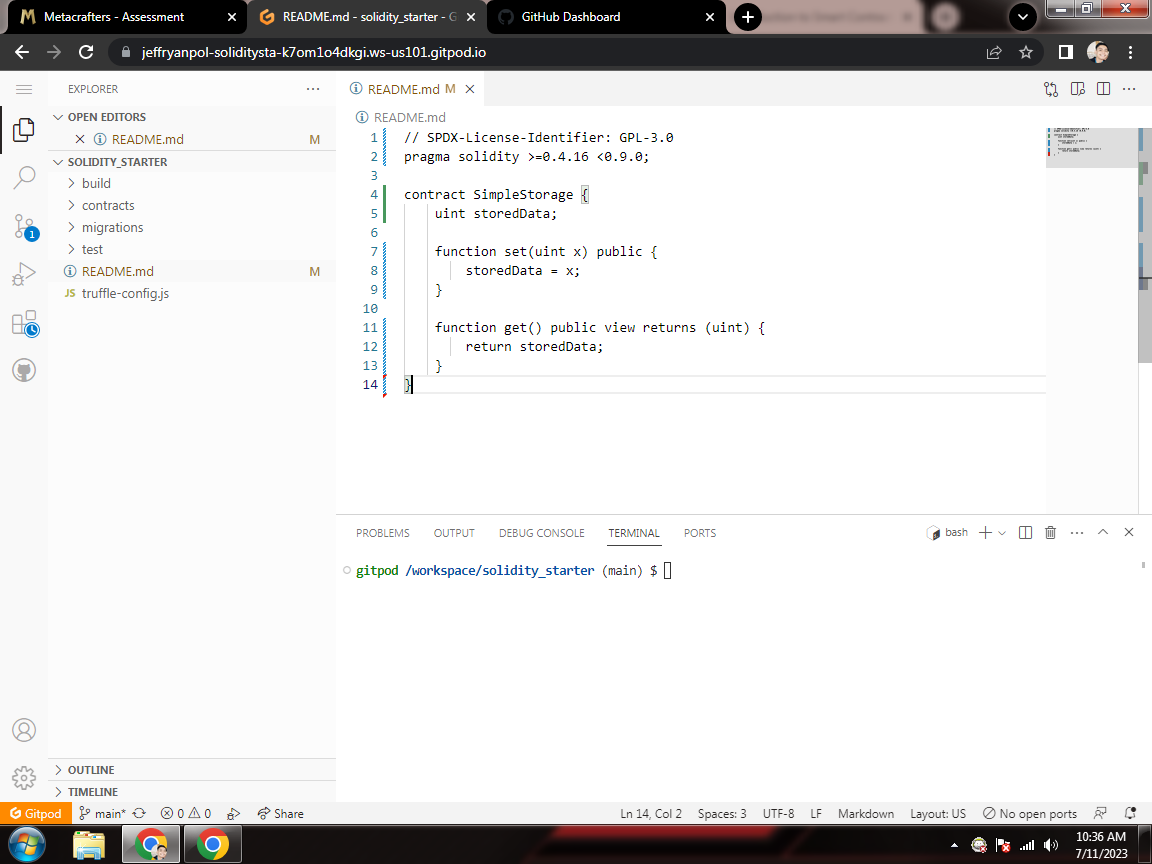 Metacrafters - Assessment
README.md - solidity_starter - G
GitHub Dashboard
jeffryanpol-soliditysta-k7om1o4dkgi.ws-us101.gitpod.io
EXPLORER
OPEN EDITORS
README.md M
SOLIDITY_STARTER
build
contracts
migrations
test
README.md M
JS truffle-config.js
1
OUTLINE
TIMELINE
README.md M
README.md
1 // SPDX-License-Identifier: GPL-3.0
2 pragma solidity >=0.4.16 <0.9.0;
3
4 contract SimpleStorage {
5 uint storedData;
6
7 function set(uint x) public {
8 storedData = x;
9 }
10
11 function get() public view returns (uint) {
12 return storedData;
13 }
14 }
PROBLEMS OUTPUT DEBUG CONSOLE TERMINAL PORTS
bash
gitpod /workspace/solidity_starter (main) $
Gitpod main* 0 0 Share Ln 14, Col 2 Spaces: 3 UTF-8 LF Markdown Layout: US No open ports
10:36 AM
7/11/2023